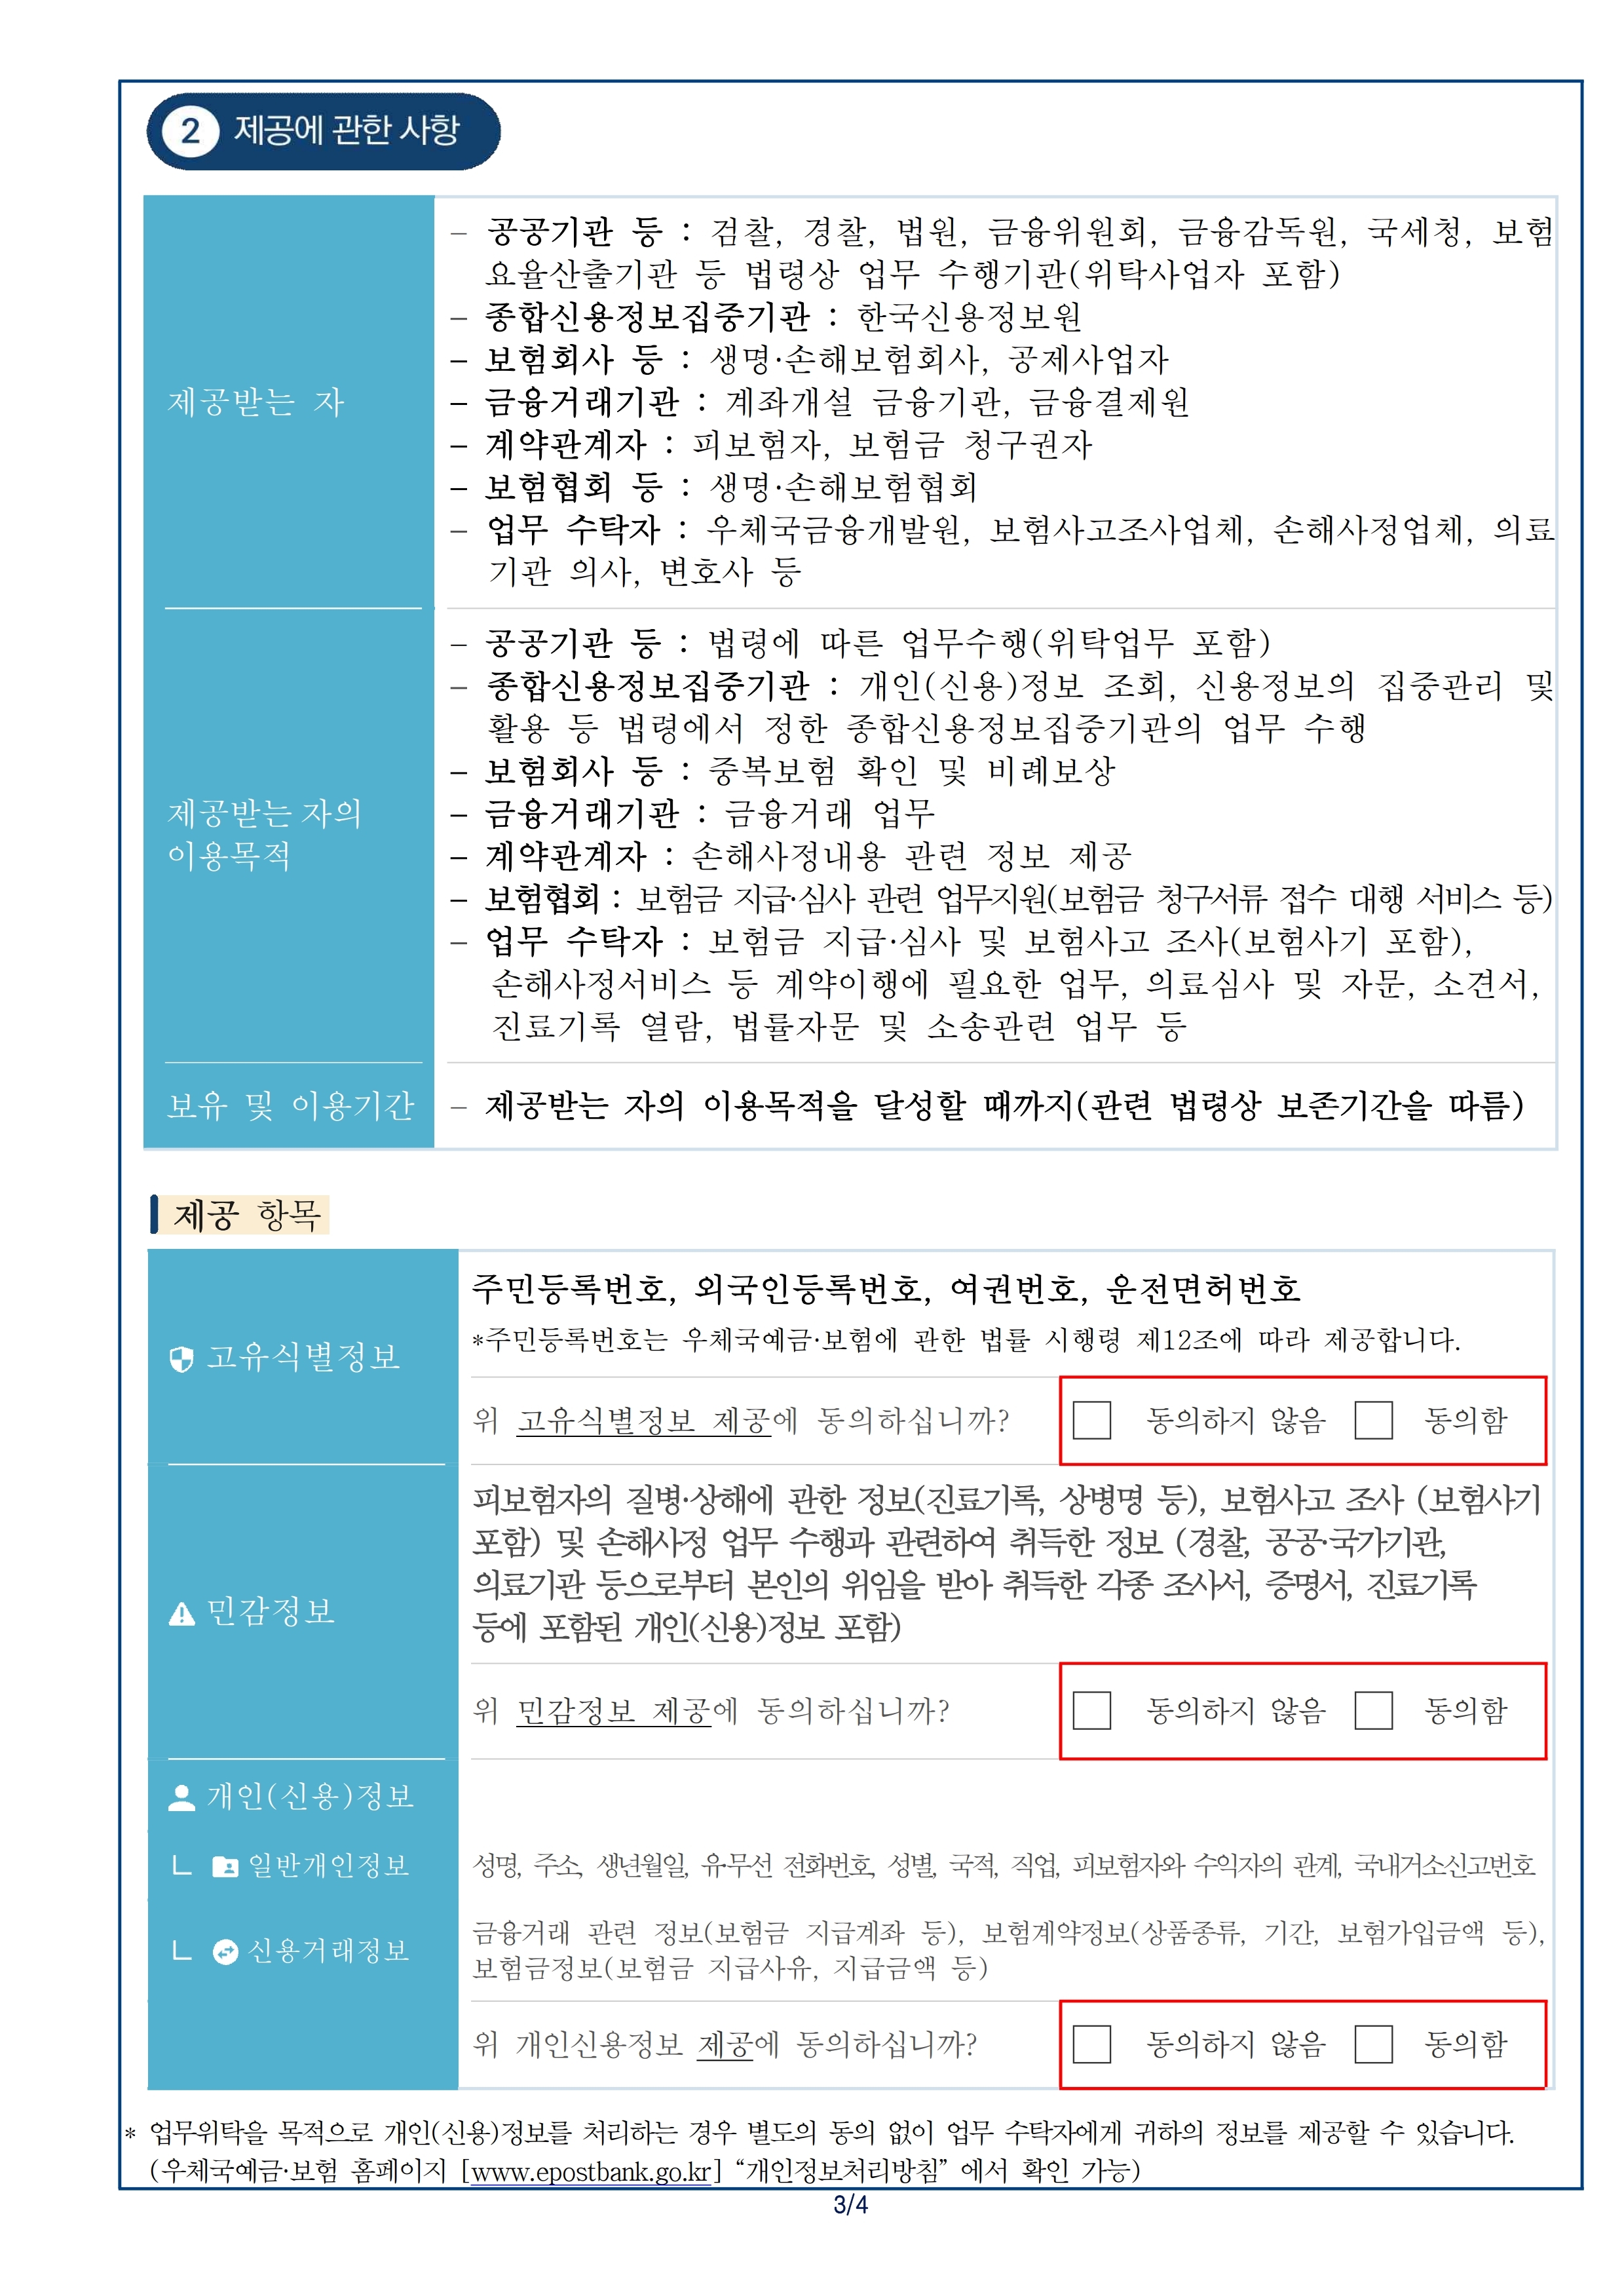 2 제공에 관한 사항
제공받는 자
– 공공기관 등 : 검찰, 경찰, 법원, 금융위원회, 금융감독원, 국세청, 보험
요율산출기관 등 법령상 업무 수행기관(위탁사업자 포함)
– 종합신용정보집중기관 : 한국신용정보원
– 보험회사 등 : 생명·손해보험회사, 공제사업자
– 금융거래기관 : 계좌개설 금융기관, 금융결제원
– 계약관계자 : 피보험자, 보험금 청구권자
– 보험협회 등 : 생명·손해보험협회
– 업무 수탁자 : 우체국금융개발원, 보험사고조사업체, 손해사정업체, 의료
기관 의사, 변호사 등
제공받는 자의
이용목적
– 공공기관 등 : 법령에 따른 업무수행(위탁업무 포함)
– 종합신용정보집중기관 : 개인(신용)정보 조회, 신용정보의 집중관리 및
활용 등 법령에서 정한 종합신용정보집중기관의 업무 수행
– 보험회사 등 : 중복보험 확인 및 비례보상
– 금융거래기관 : 금융거래 업무
– 계약관계자 : 손해사정내용 관련 정보 제공
– 보험협회 : 보험금 지급·심사 관련 업무지원(보험금 청구서류 접수 대행 서비스 등)
– 업무 수탁자 : 보험금 지급·심사 및 보험사고 조사(보험사기 포함),
손해사정서비스 등 계약이행에 필요한 업무, 의료심사 및 자문, 소견서,
진료기록 열람, 법률자문 및 소송관련 업무 등
보유 및 이용기간
– 제공받는 자의 이용목적을 달성할 때까지(관련 법령상 보존기간을 따름)
제공 항목
고유식별정보
주민등록번호, 외국인등록번호, 여권번호, 운전면허번호
*주민등록번호는 우체국예금·보험에 관한 법률 시행령 제12조에 따라 제공합니다.
위 고유식별정보 제공에 동의하십니까? □ 동의하지 않음 □ 동의함
민감정보
피보험자의 질병·상해에 관한 정보(진료기록, 상병명 등), 보험사고 조사 (보험사기
포함) 및 손해사정 업무 수행과 관련하여 취득한 정보 (경찰, 공공·국가기관,
의료기관 등으로부터 본인의 위임을 받아 취득한 각종 조사서, 증명서, 진료기록
등에 포함된 개인(신용)정보 포함)
위 민감정보 제공에 동의하십니까? □ 동의하지 않음 □ 동의함
개인(신용)정보
ㄴ 일반개인정보
성명, 주소, 생년월일, 유·무선 전화번호, 성별, 국적, 직업, 피보험자와 수익자의 관계, 국내거소신고번호
ㄴ 신용거래정보
금융거래 관련 정보(보험금 지급계좌 등), 보험계약정보(상품종류, 기간, 보험가입금액 등),
보험금정보(보험금 지급사유, 지급금액 등)
위 개인신용정보 제공에 동의하십니까? □ 동의하지 않음 □ 동의함
* 업무위탁을 목적으로 개인(신용)정보를 처리하는 경우 별도의 동의 없이 업무 수탁자에게 귀하의 정보를 제공할 수 있습니다.
(우체국예금·보험 홈페이지 [www.epostbank.go.kr] “개인정보처리방침” 에서 확인 가능)
3/4